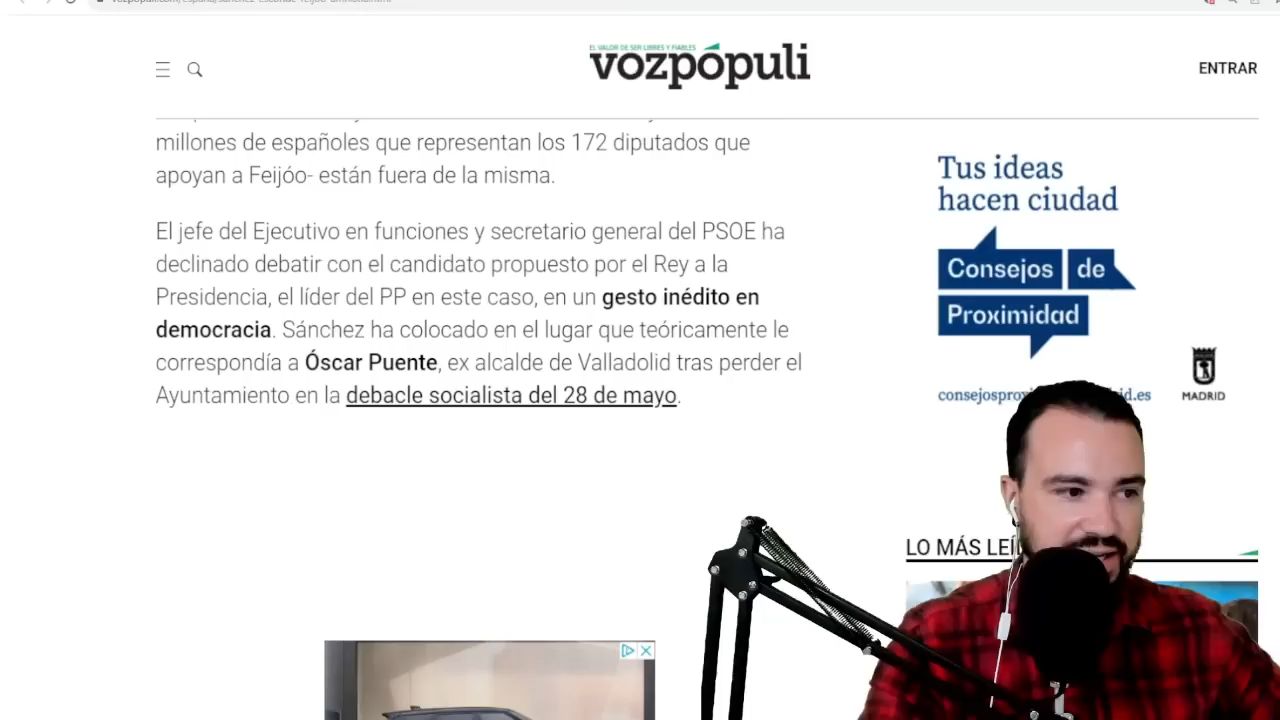 EL VALOR DE SER LIBRES Y FIABLES
vozpópuli
ENTRAR
millones de españoles que representan los 172 diputados que
apoyan a Feijóo- están fuera de la misma.
El jefe del Ejecutivo en funciones y secretario general del PSOE ha
declinado debatir con el candidato propuesto por el Rey a la
Presidencia, el líder del PP en este caso, en un gesto inédito en
democracia. Sánchez ha colocado en el lugar que teóricamente le
correspondía a Óscar Puente, ex alcalde de Valladolid tras perder el
Ayuntamiento en la debacle socialista del 28 de mayo.
Tus ideas
hacen ciudad
Consejos de
Proximidad
MADRID
LO MÁS